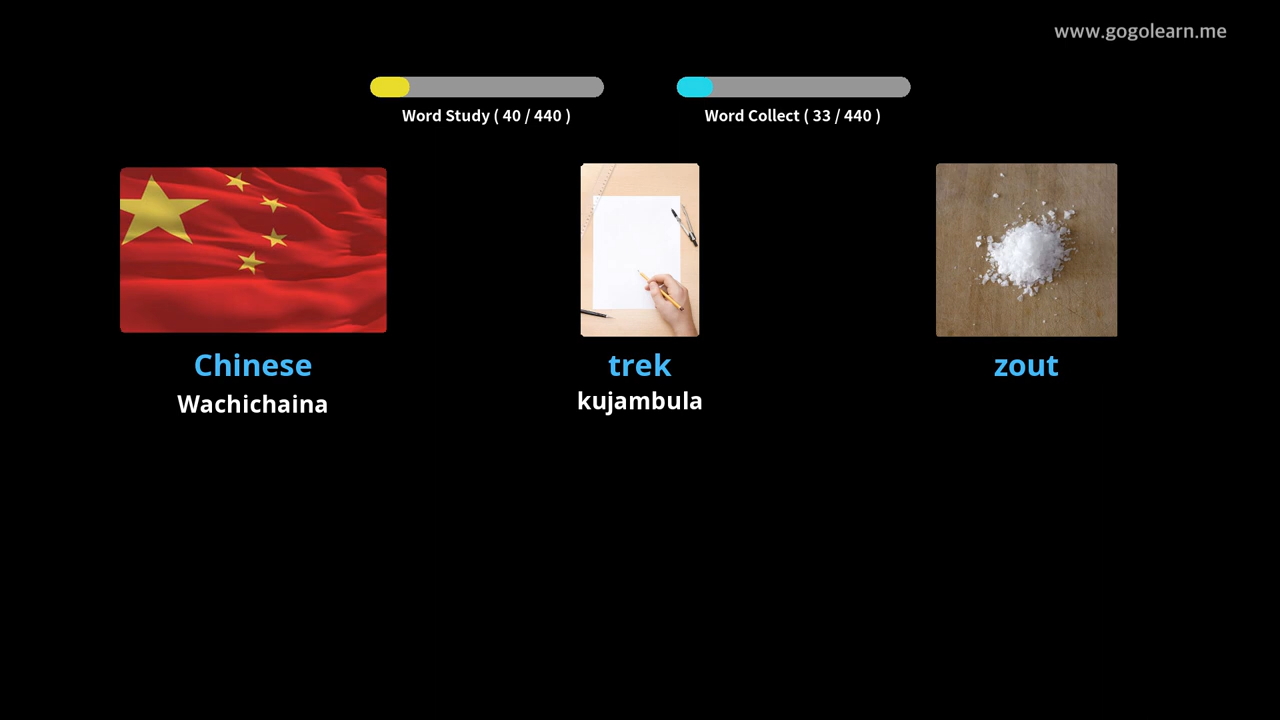 www.gogolearn.me
Word Study ( 40 / 440 )
Word Collect ( 33 / 440 )
Chinese
Wachichaina
trek
kujambula
zout